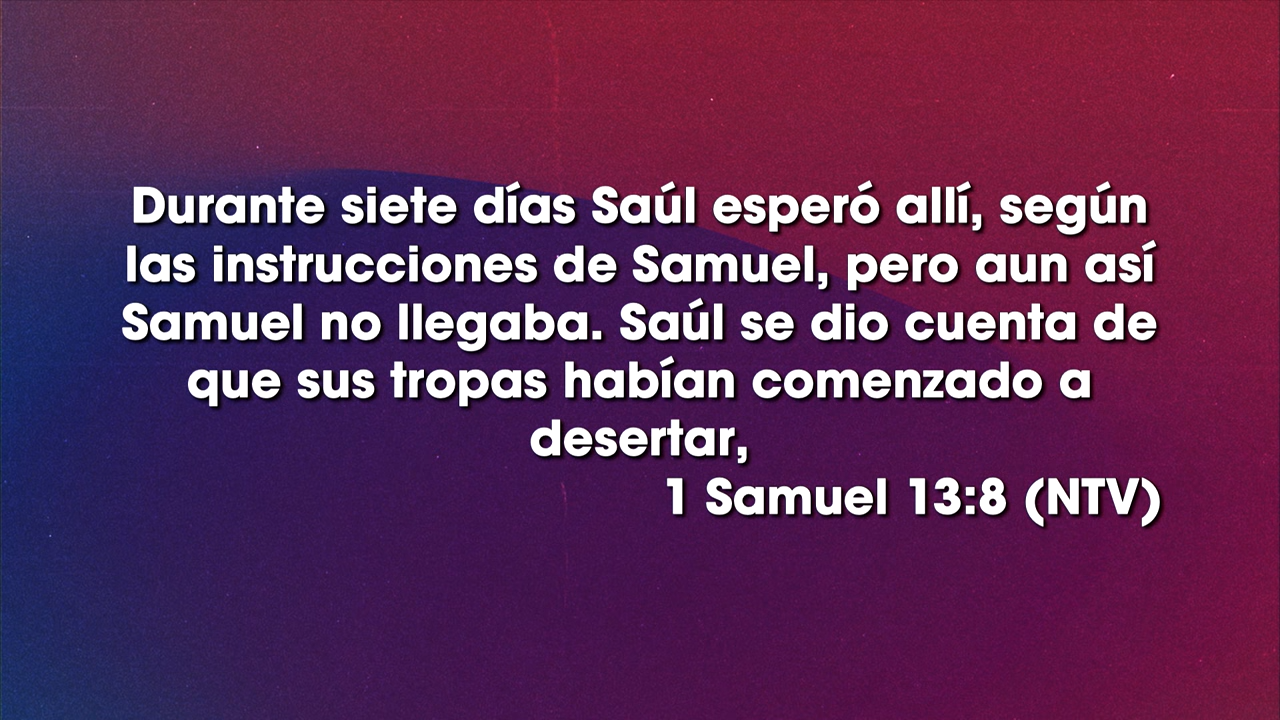 Durante siete días Saúl esperó allí, según
las instrucciones de Samuel, pero aun así
Samuel no llegaba. Saúl se dio cuenta de
que sus tropas habían comenzado a
desertar,
1 Samuel 13:8 (NTV)